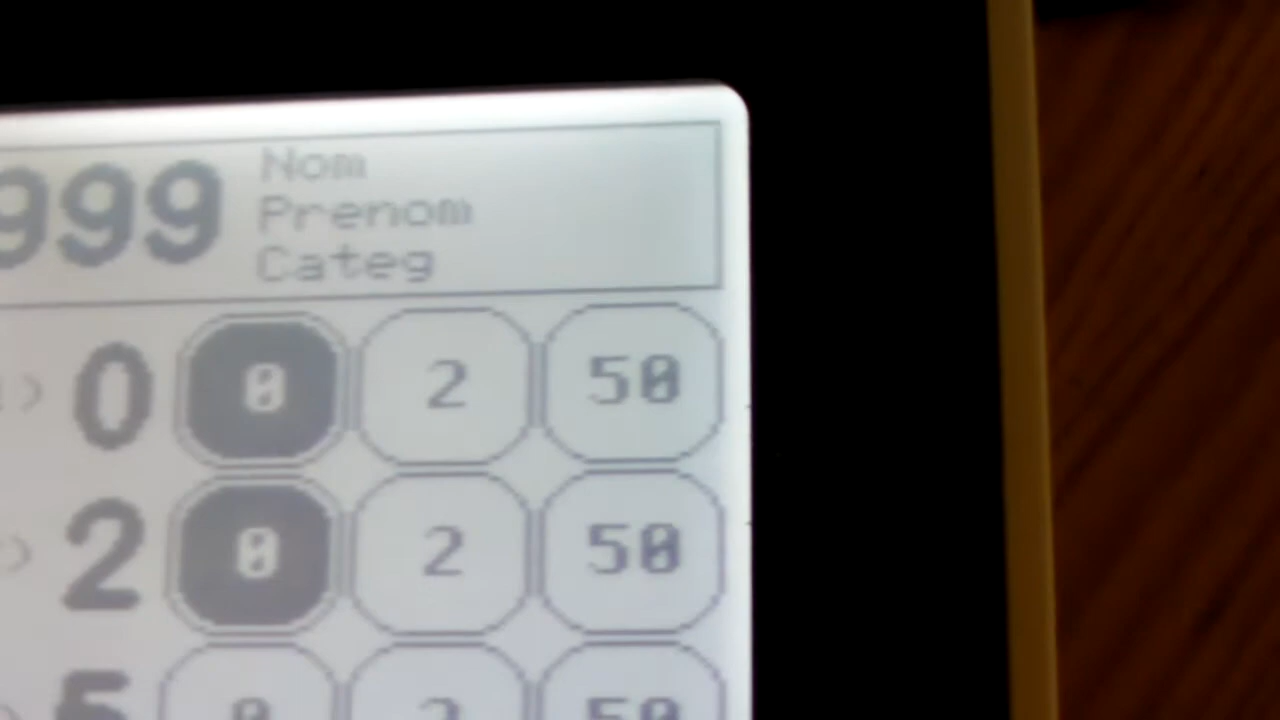 999 Nom
Prenom
Categ
> 0 0 2 50
> 2 0 2 50
5 0 2 50